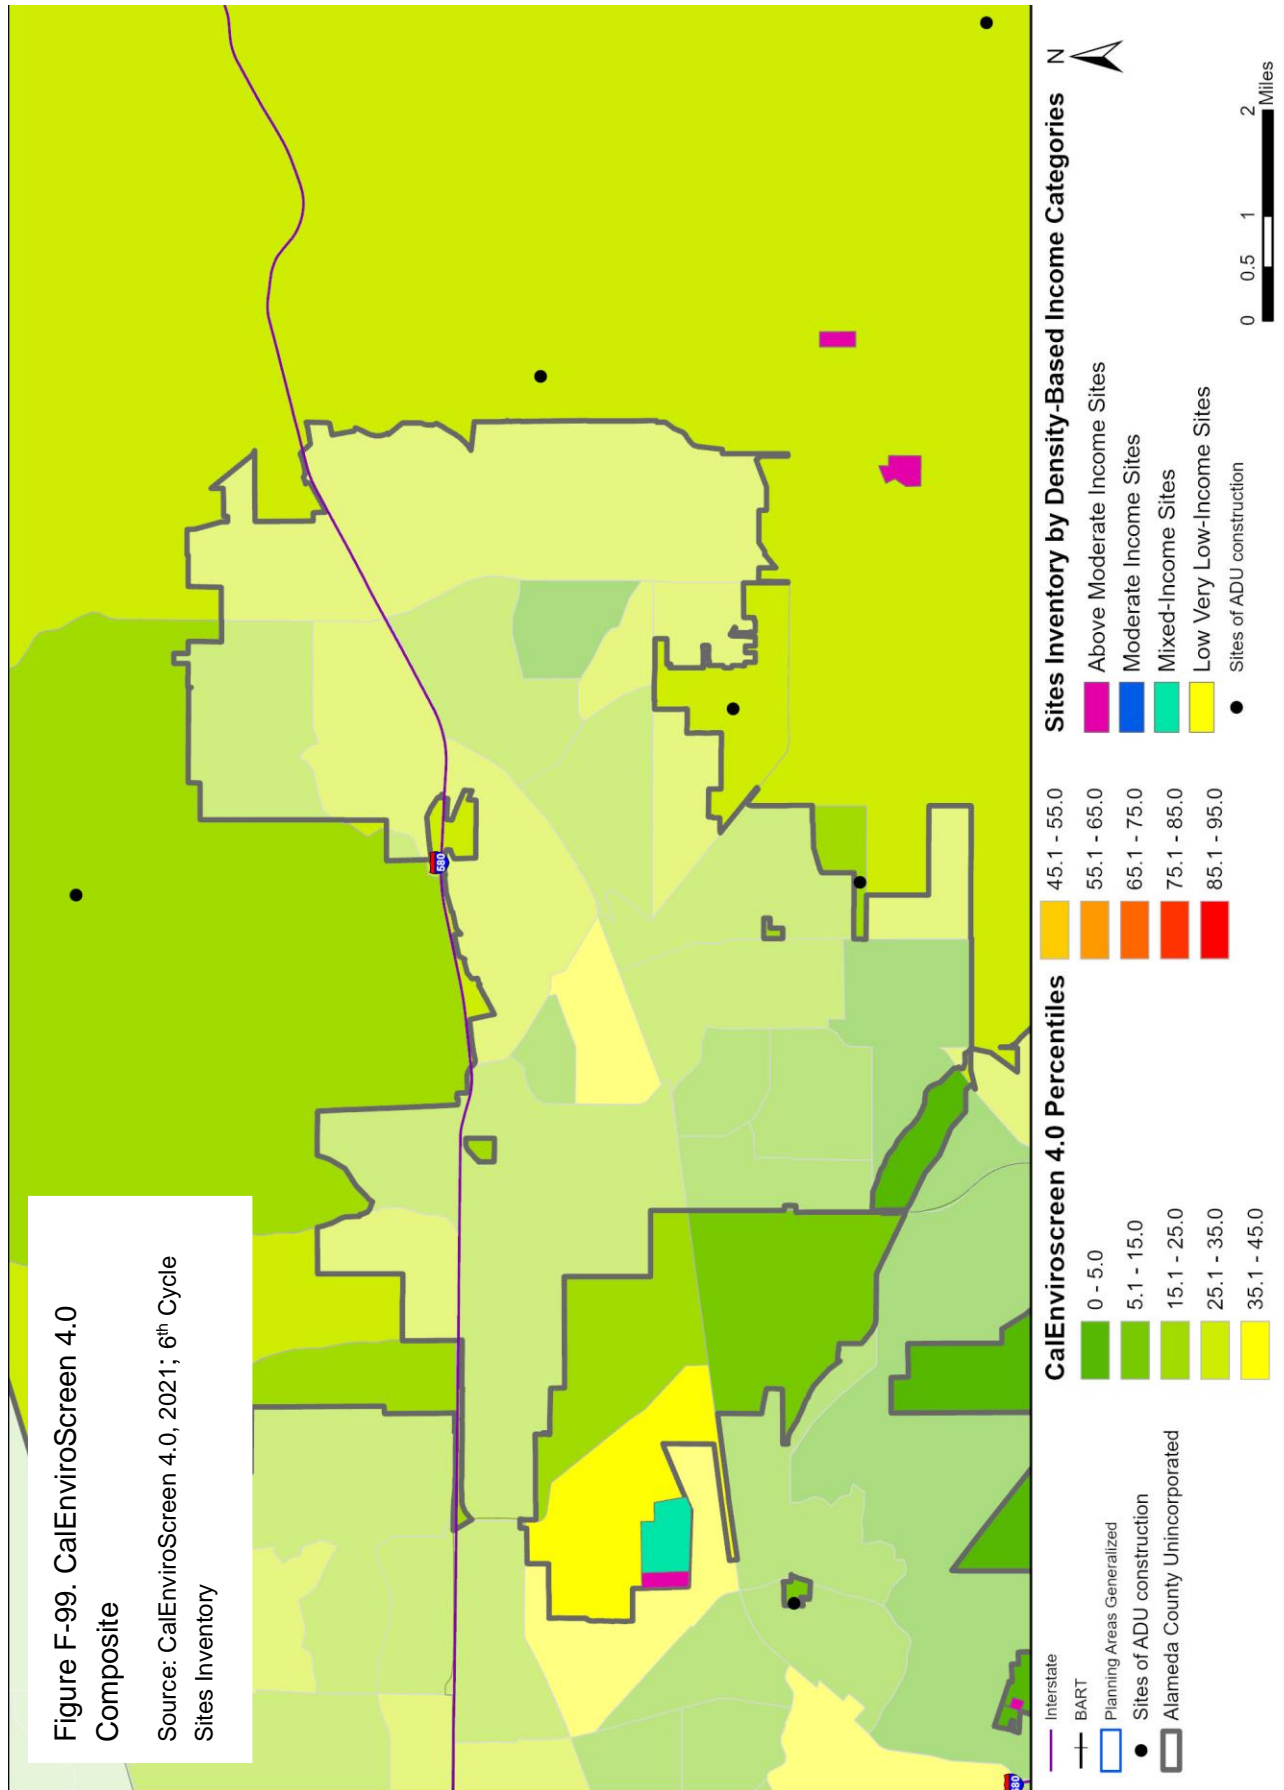 Figure F-99. CalEnviroScreen 4.0
Composite
Source: CalEnviroScreen 4.0, 2021; 6th Cycle
Sites Inventory
Interstate
BART
Planning Areas Generalized
Sites of ADU construction
Alameda County Unincorporated
CalEnviroscreen 4.0 Percentiles
0 - 5.0
5.1 - 15.0
15.1 - 25.0
25.1 - 35.0
35.1 - 45.0
45.1 - 55.0
55.1 - 65.0
65.1 - 75.0
75.1 - 85.0
85.1 - 95.0
Sites Inventory by Density-Based Income Categories
Above Moderate Income Sites
Moderate Income Sites
Mixed-Income Sites
Low Very Low-Income Sites
Sites of ADU construction
N
0 0.5 1 2
Miles